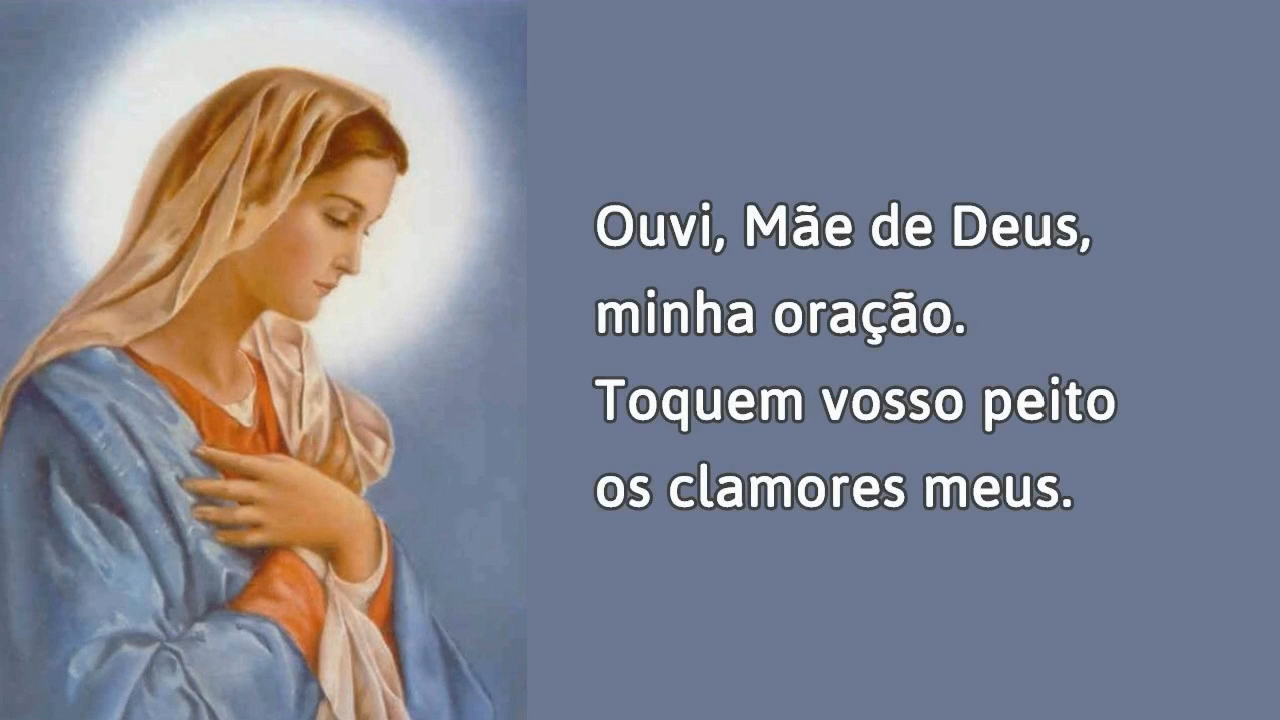 Ouvi, Mãe de Deus,
minha oração.
Toquem vosso peito
os clamores meus.